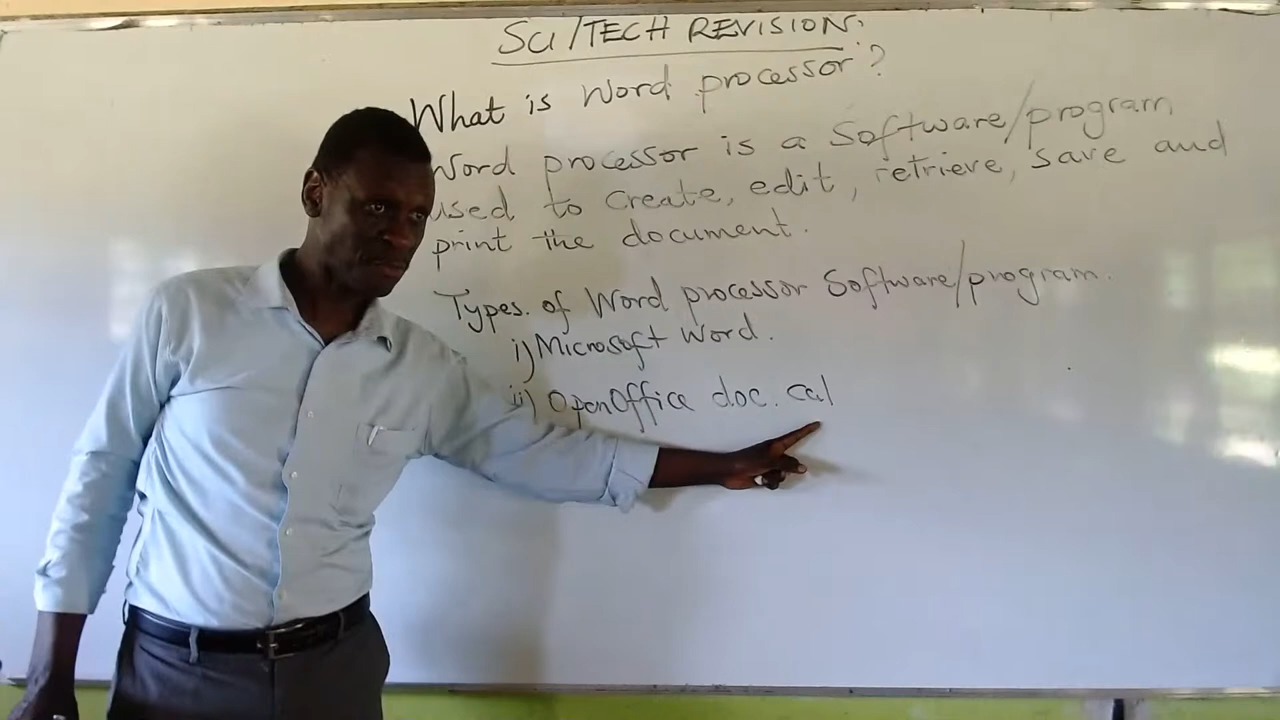 SCI/TECH REVISION.
What is Word processor?
Word processor is a Software/program
used to create, edit, retrieve, save and
print the document.
Types. of Word processor Software/program.
i) Microsoft Word.
ii) OpenOffice doc. cal